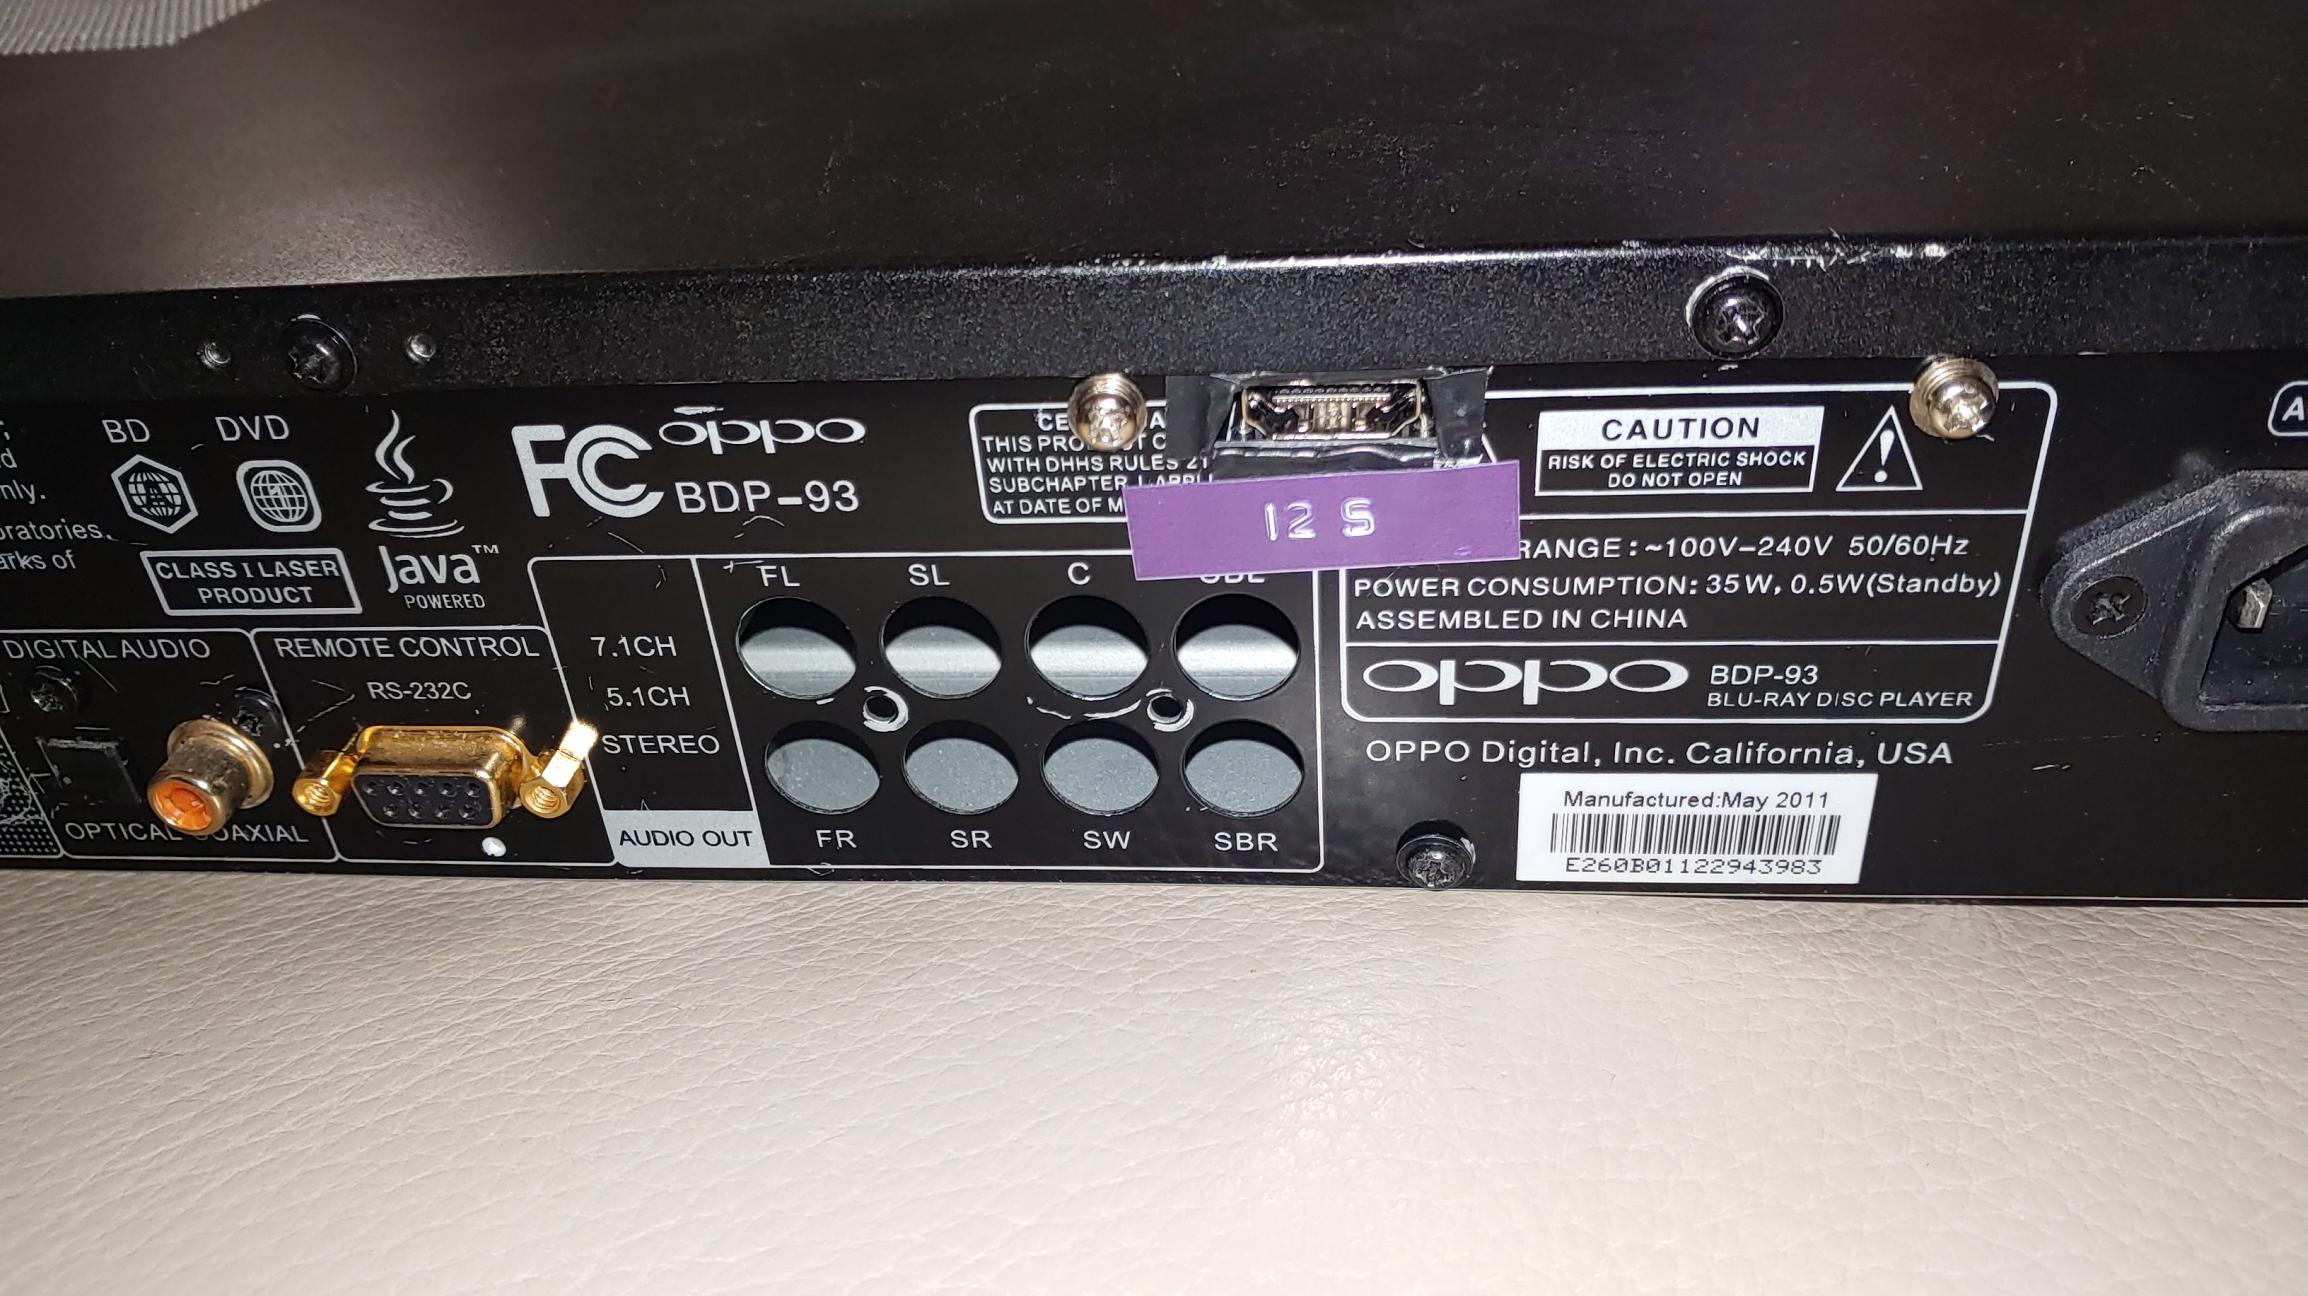 BD DVD
nly.
oratories.
rks of
CLASS I LASER
PRODUCT
Java™
POWERED
FC oppo
BDP-93
THIS
WITH DHHS RULES 21
SUBCHAPTER J
AT DATE OF
12 S
CAUTION
RISK OF ELECTRIC SHOCK
DO NOT OPEN
RANGE:~100V-240V 50/60Hz
POWER CONSUMPTION: 35W, 0.5W(Standby)
ASSEMBLED IN CHINA
oppo BDP-93
BLU-RAY DISC PLAYER
OPPO Digital, Inc. California, USA
Manufactured:May 2011
E260B01122943983
DIGITAL AUDIO
OPTICAL COAXIAL
REMOTE CONTROL
RS-232C
7.1CH
5.1CH
STEREO
AUDIO OUT
FL SL C
FR SR SW SBR